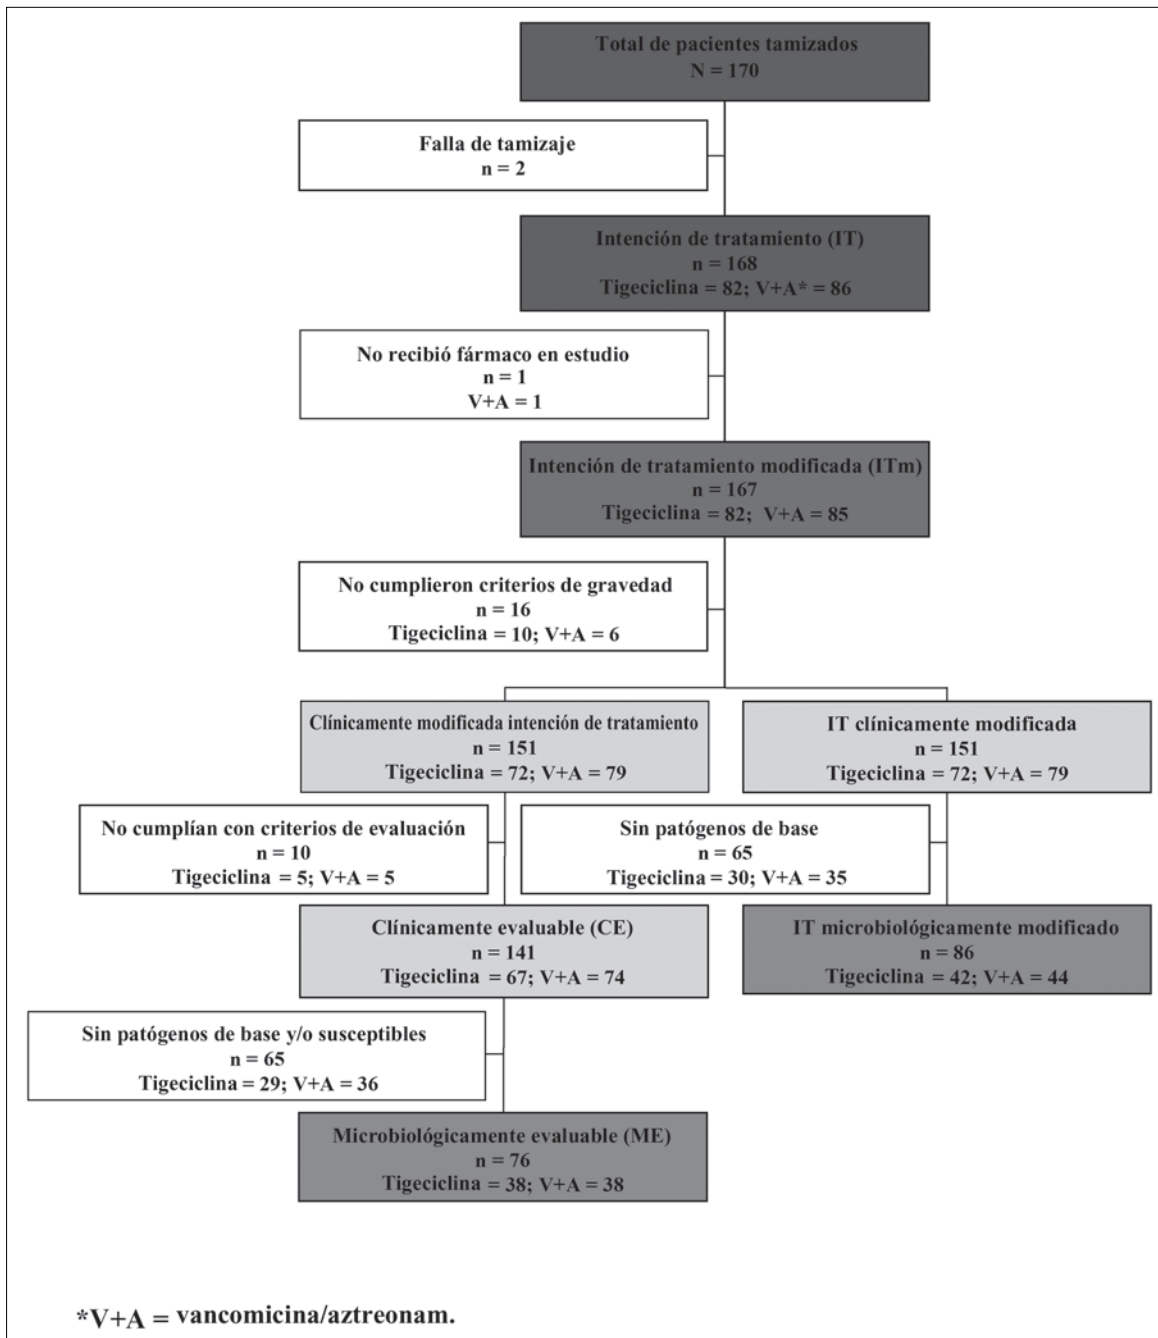 Total de pacientes tamizados
N = 170
Falla de tamizaje
n = 2
Intención de tratamiento (IT)
n = 168
Tigeciclina = 82; V+A* = 86
No recibió fármaco en estudio
n = 1
V+A = 1
Intención de tratamiento modificada (ITm)
n = 167
Tigeciclina = 82; V+A = 85
No cumplieron criterios de gravedad
n = 16
Tigeciclina = 10; V+A = 6
Clínicamente modificada intención de tratamiento
n = 151
Tigeciclina = 72; V+A = 79
IT clínicamente modificada
n = 151
Tigeciclina = 72; V+A = 79
No cumplían con criterios de evaluación
n = 10
Tigeciclina = 5; V+A = 5
Sin patógenos de base
n = 65
Tigeciclina = 30; V+A = 35
Clínicamente evaluable (CE)
n = 141
Tigeciclina = 67; V+A = 74
IT microbiológicamente modificado
n = 86
Tigeciclina = 42; V+A = 44
Sin patógenos de base y/o susceptibles
n = 65
Tigeciclina = 29; V+A = 36
Microbiológicamente evaluable (ME)
n = 76
Tigeciclina = 38; V+A = 38
*V+A = vancomicina/aztreonam.